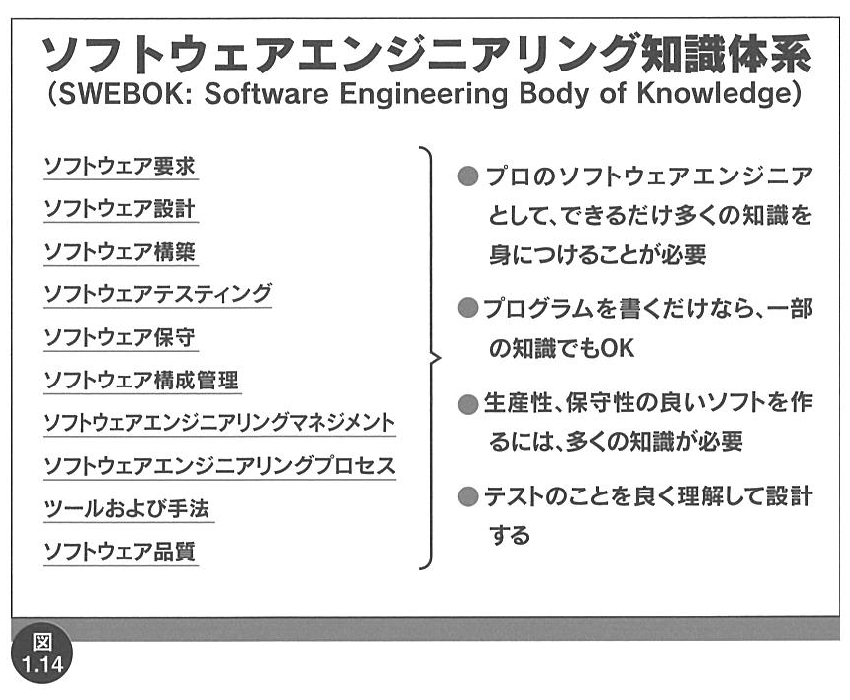 ソフトウェアエンジニアリング知識体系
（SWEBOK: Software Engineering Body of Knowledge）
ソフトウェア要求
ソフトウェア設計
ソフトウェア構築
ソフトウェアテスティング
ソフトウェア保守
ソフトウェア構成管理
ソフトウェアエンジニアリングマネジメント
ソフトウェアエンジニアリングプロセス
ツールおよび手法
ソフトウェア品質
●プロのソフトウェアエンジニア
として、できるだけ多くの知識を
身につけることが必要
●プログラムを書くだけなら、一部
の知識でもOK
●生産性、保守性の良いソフトを作
るには、多くの知識が必要
●テストのことを良く理解して設計
する
図
1.14